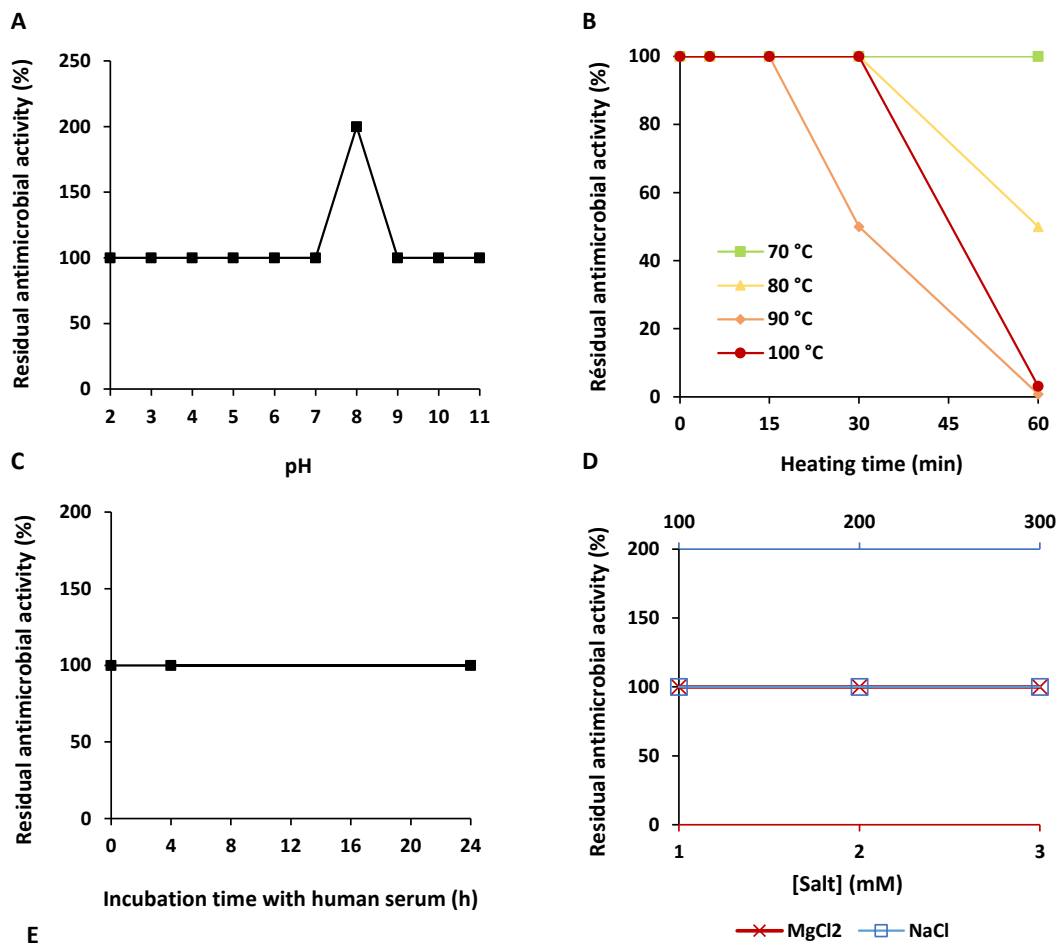 A
Residual antimicrobial activity (%)
250
200
150
100
50
0
2 3 4 5 6 7 8 9 10 11
pH
B
Résidual antimicrobial activity (%)
100
80
60
40
20
0
70 °C
80 °C
90 °C
100 °C
0 15 30 45 60
Heating time (min)
C
Residual antimicrobial activity (%)
200
150
100
50
0
0 4 8 12 16 20 24
Incubation time with human serum (h)
D
100 200 300
Residual antimicrobial activity (%)
200
150
100
50
0
1 2 3
[Salt] (mM)
MgCl2 NaCl
E